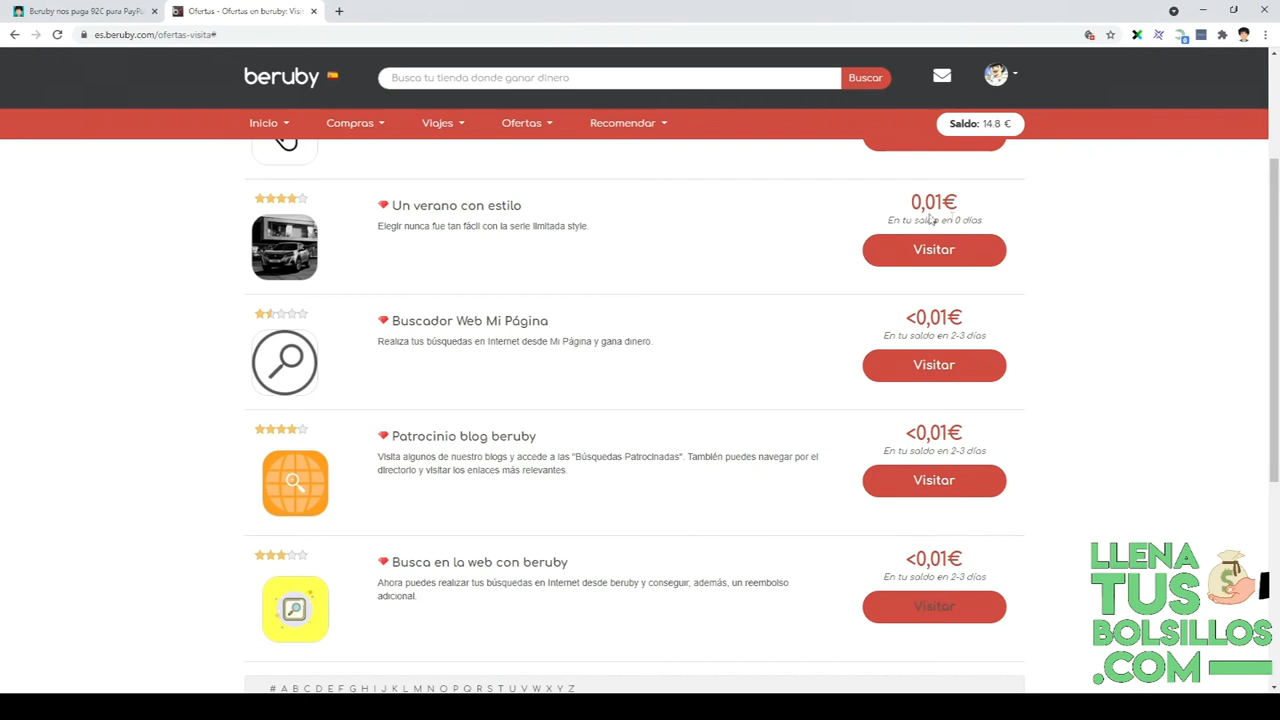 Beruby nos paga 92€ para PayPal
Ofertas - Ofertas en beruby: Visit
es.beruby.com/ofertas-visita#
beruby
Busca tu tienda donde ganar dinero
Buscar
Inicio
Compras
Viajes
Ofertas
Recomendar
Saldo: 14.8 €
Un verano con estilo
Elegir nunca fue tan fácil con la serie limitada style.
0,01€
En tu saldo en 0 días
Visitar
Buscador Web Mi Página
Realiza tus búsquedas en Internet desde Mi Página y gana dinero.
<0,01€
En tu saldo en 2-3 días
Visitar
Patrocinio blog beruby
Visita algunos de nuestro blogs y accede a las "Búsquedas Patrocinadas". También puedes navegar por el
directorio y visitar los enlaces más relevantes.
<0,01€
En tu saldo en 2-3 días
Visitar
Busca en la web con beruby
Ahora puedes realizar tus búsquedas en Internet desde beruby y conseguir, además, un reembolso
adicional.
<0,01€
En tu saldo en 2-3 días
Visitar
# A B C D E F G H I J K L M N O P Q R S T U V W X Y Z
LLENA
TUS
BOLSILLOS
.COM